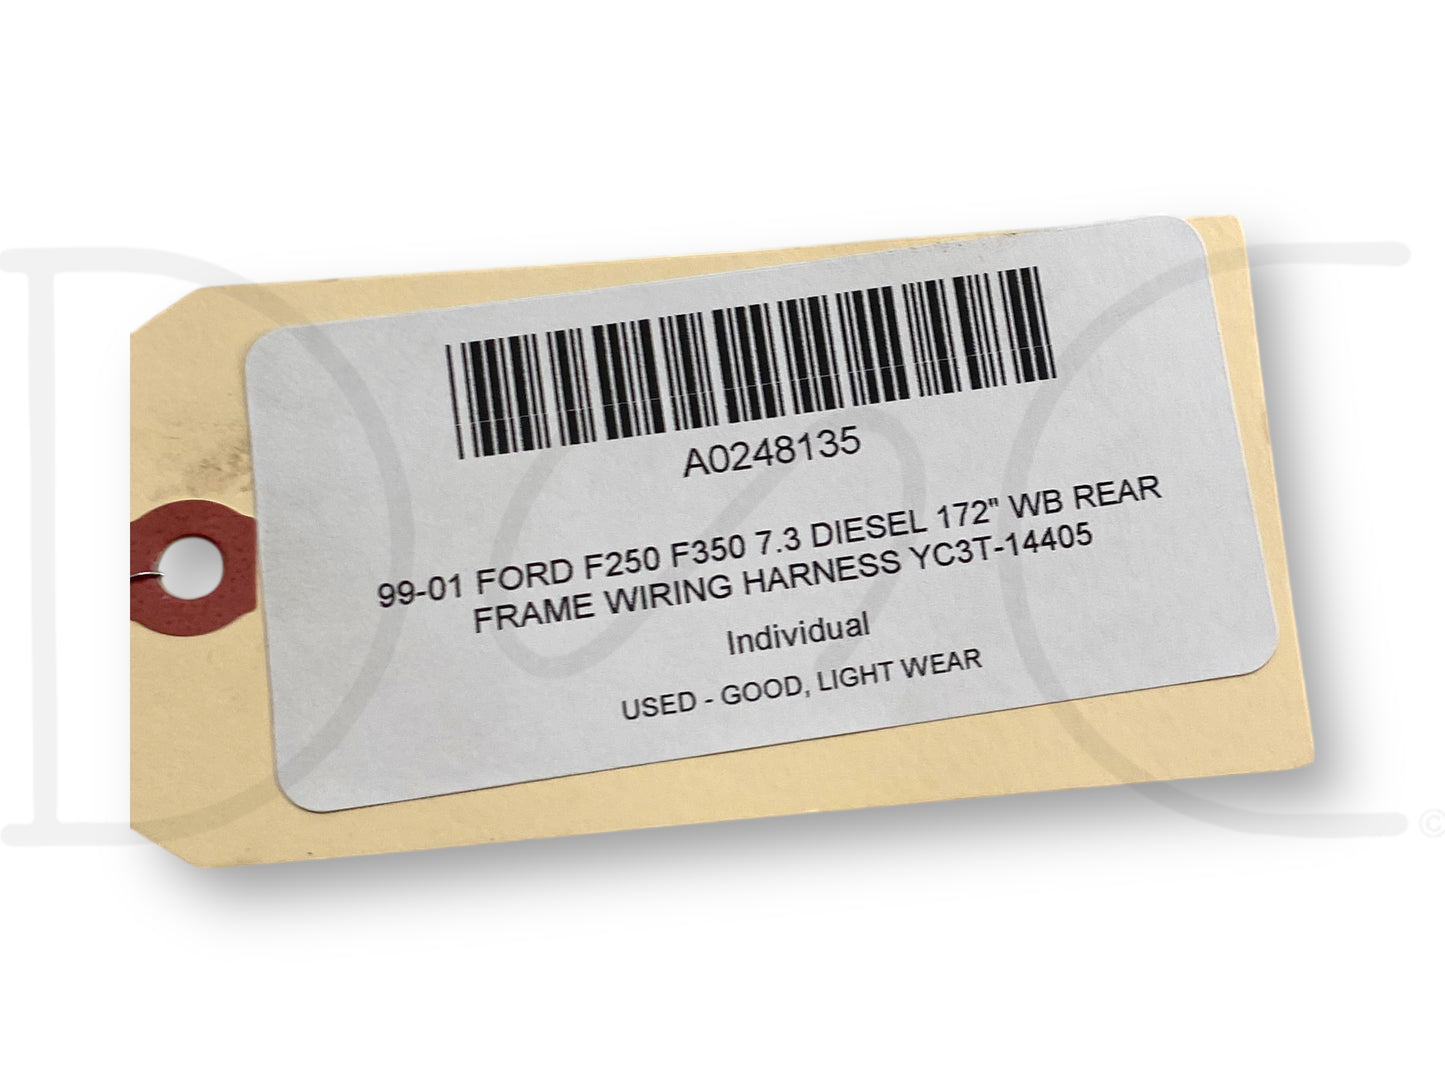 A0248135
99-01 FORD F250 F350 7.3 DIESEL 172" WB REAR
FRAME WIRING HARNESS YC3T-14405
Individual
USED - GOOD, LIGHT WEAR
DC
©